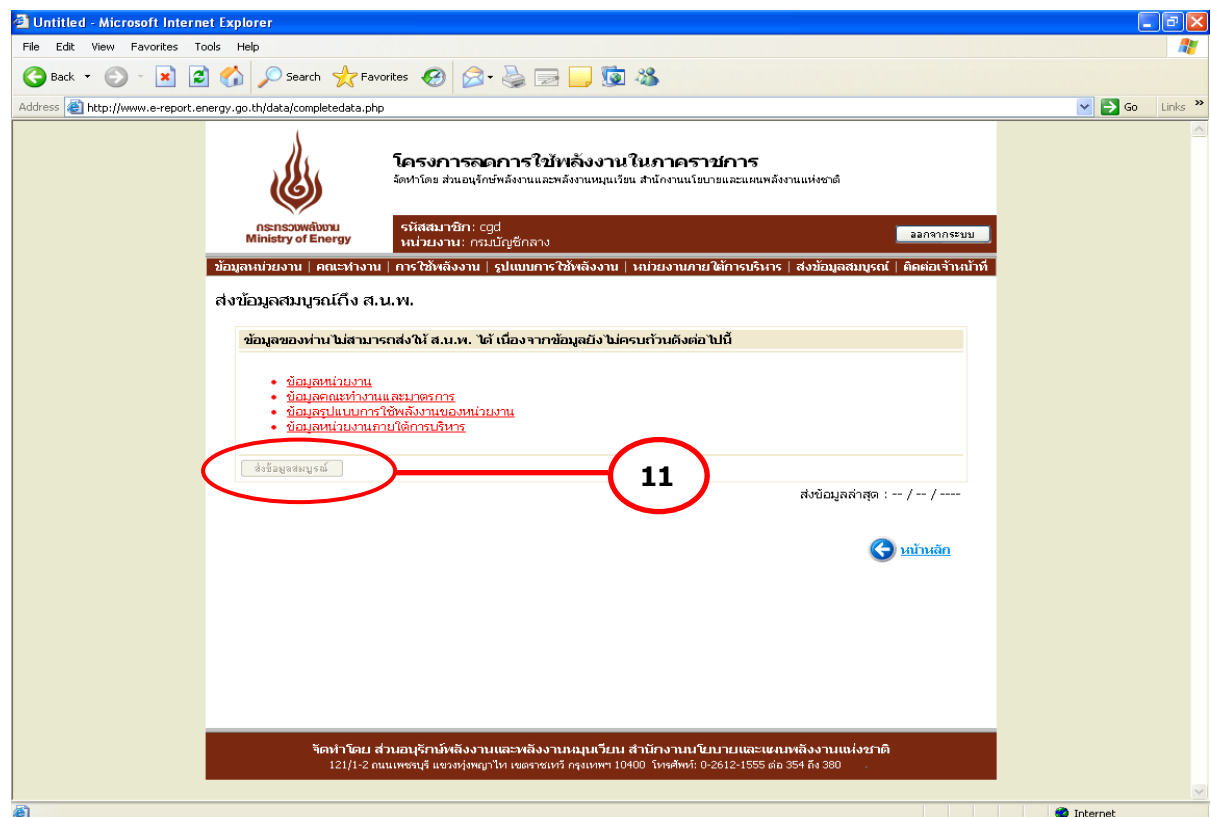 Untitled - Microsoft Internet Explorer
File Edit View Favorites Tools Help
Back Search Favorites
Address http://www.e-report.energy.go.th/data/completedata.php Go Links »
โครงการลดการใช้พลังงานในภาคราชการ
จัดทำโดย ส่วนอนุรักษ์พลังงานและพลังงานหมุนเวียน สำนักงานนโยบายและแผนพลังงานแห่งชาติ
กระทรวงพลังงาน
Ministry of Energy
รหัสสมาชิก: cgd
หน่วยงาน: กรมบัญชีกลาง
ออกจากระบบ
ข้อมูลหน่วยงาน | คณะทำงาน | การใช้พลังงาน | รูปแบบการใช้พลังงาน | หน่วยงานภายใต้การบริหาร | ส่งข้อมูลสมบูรณ์ | ติดต่อเจ้าหน้าที่
ส่งข้อมูลสมบูรณ์ถึง ส.น.พ.
ข้อมูลของท่านไม่สามารถส่งให้ ส.น.พ. ได้ เนื่องจากข้อมูลยังไม่ครบถ้วนดังต่อไปนี้
• ข้อมูลหน่วยงาน
• ข้อมูลคณะทำงานและมาตรการ
• ข้อมูลรูปแบบการใช้พลังงานของหน่วยงาน
• ข้อมูลหน่วยงานภายใต้การบริหาร
ส่งข้อมูลสมบูรณ์
11
ส่งข้อมูลล่าสุด : -- / -- / ----
หน้าหลัก
จัดทำโดย ส่วนอนุรักษ์พลังงานและพลังงานหมุนเวียน สำนักงานนโยบายและแผนพลังงานแห่งชาติ
121/1-2 ถนนเพชรบุรี แขวงทุ่งพญาไท เขตราชเทวี กรุงเทพฯ 10400 โทรศัพท์: 0-2612-1555 ต่อ 354 ถึง 380
Internet